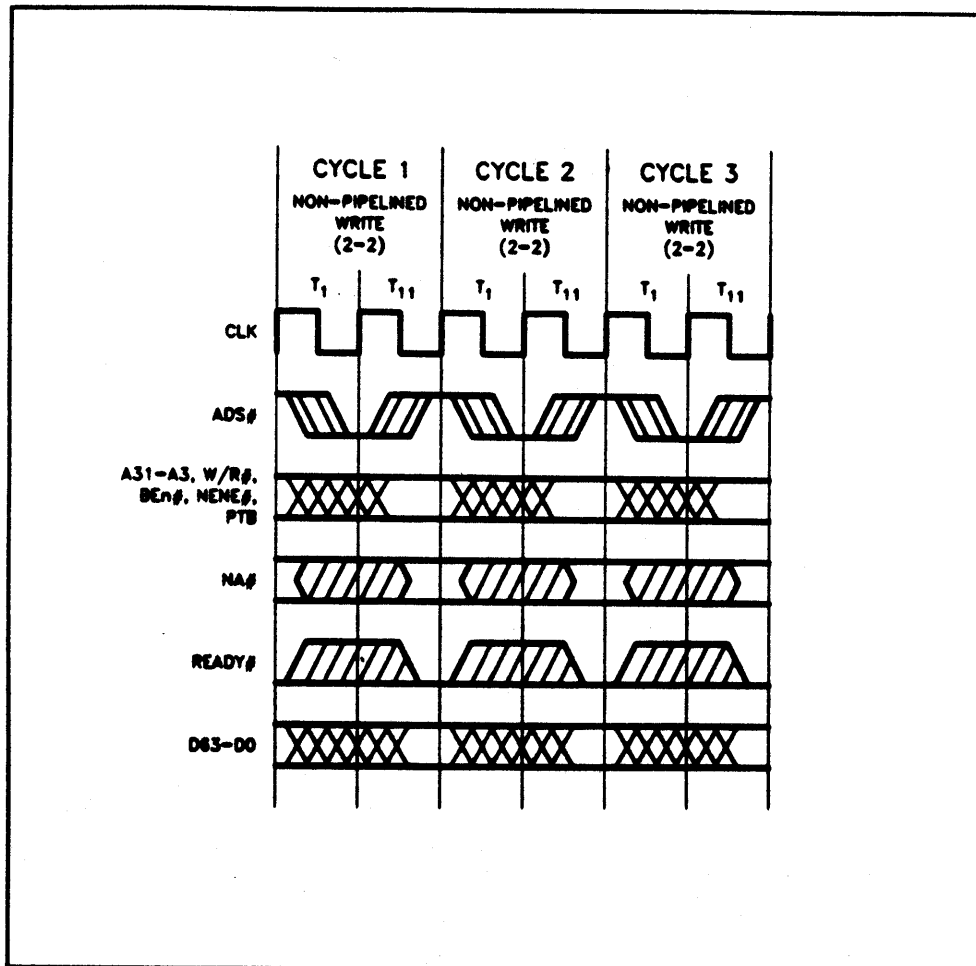 CYCLE 1 CYCLE 2 CYCLE 3
NON-PIPELINED NON-PIPELINED NON-PIPELINED
WRITE WRITE WRITE
(2-2) (2-2) (2-2)
T1 T11 T1 T11 T1 T11
CLK
ADS#
A31-A3, W/R#,
BEn#, NENE#,
PTB
NA#
READY#
D63-D0